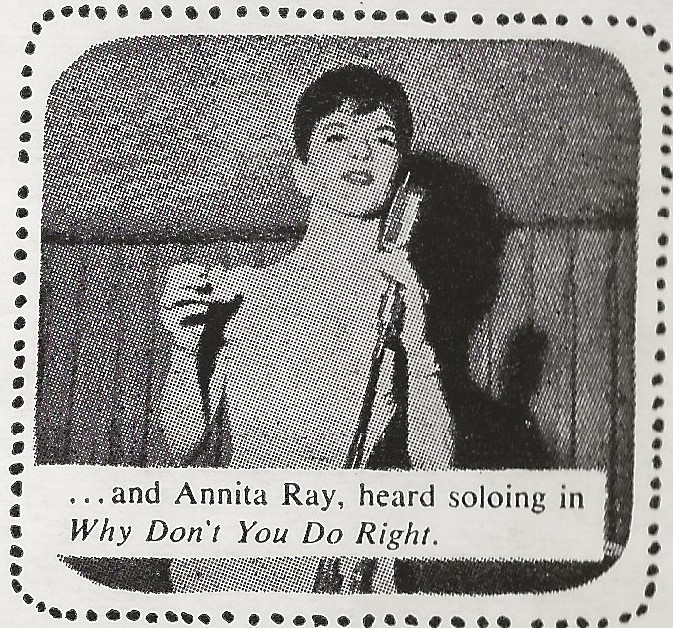 ...and Annita Ray, heard soloing in
Why Don't You Do Right.